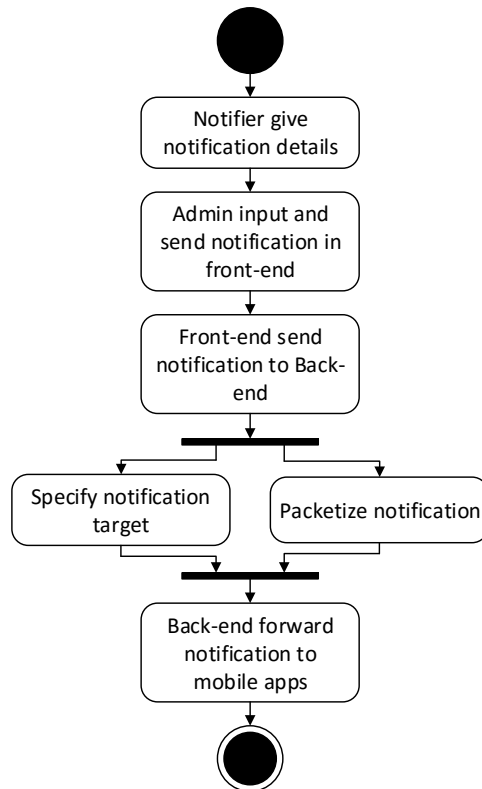 Notifier give
notification details
Admin input and
send notification in
front-end
Front-end send
notification to Back-
end
Specify notification
target
Packetize notification
Back-end forward
notification to
mobile apps